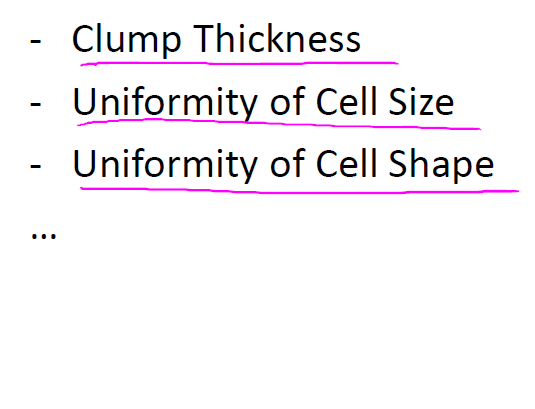 - Clump Thickness
- Uniformity of Cell Size
- Uniformity of Cell Shape
...